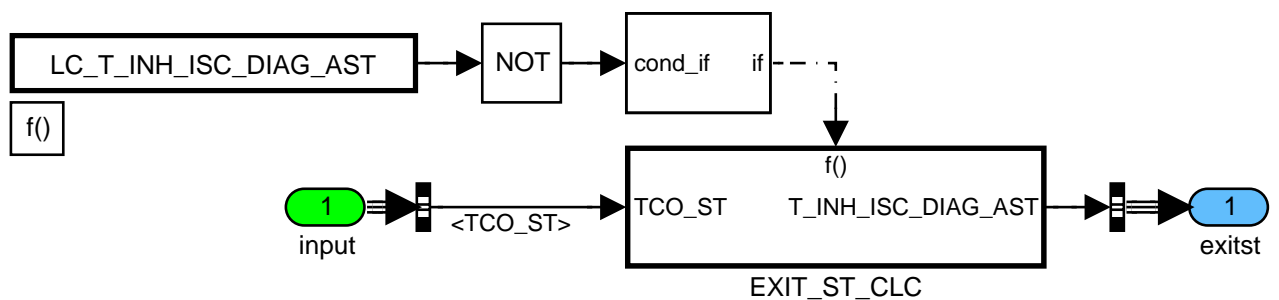 LC_T_INH_ISC_DIAG_AST
NOT
cond_if
if
f()
f()
1
input
<TCO_ST>
TCO_ST
T_INH_ISC_DIAG_AST
1
exitst
EXIT_ST_CLC